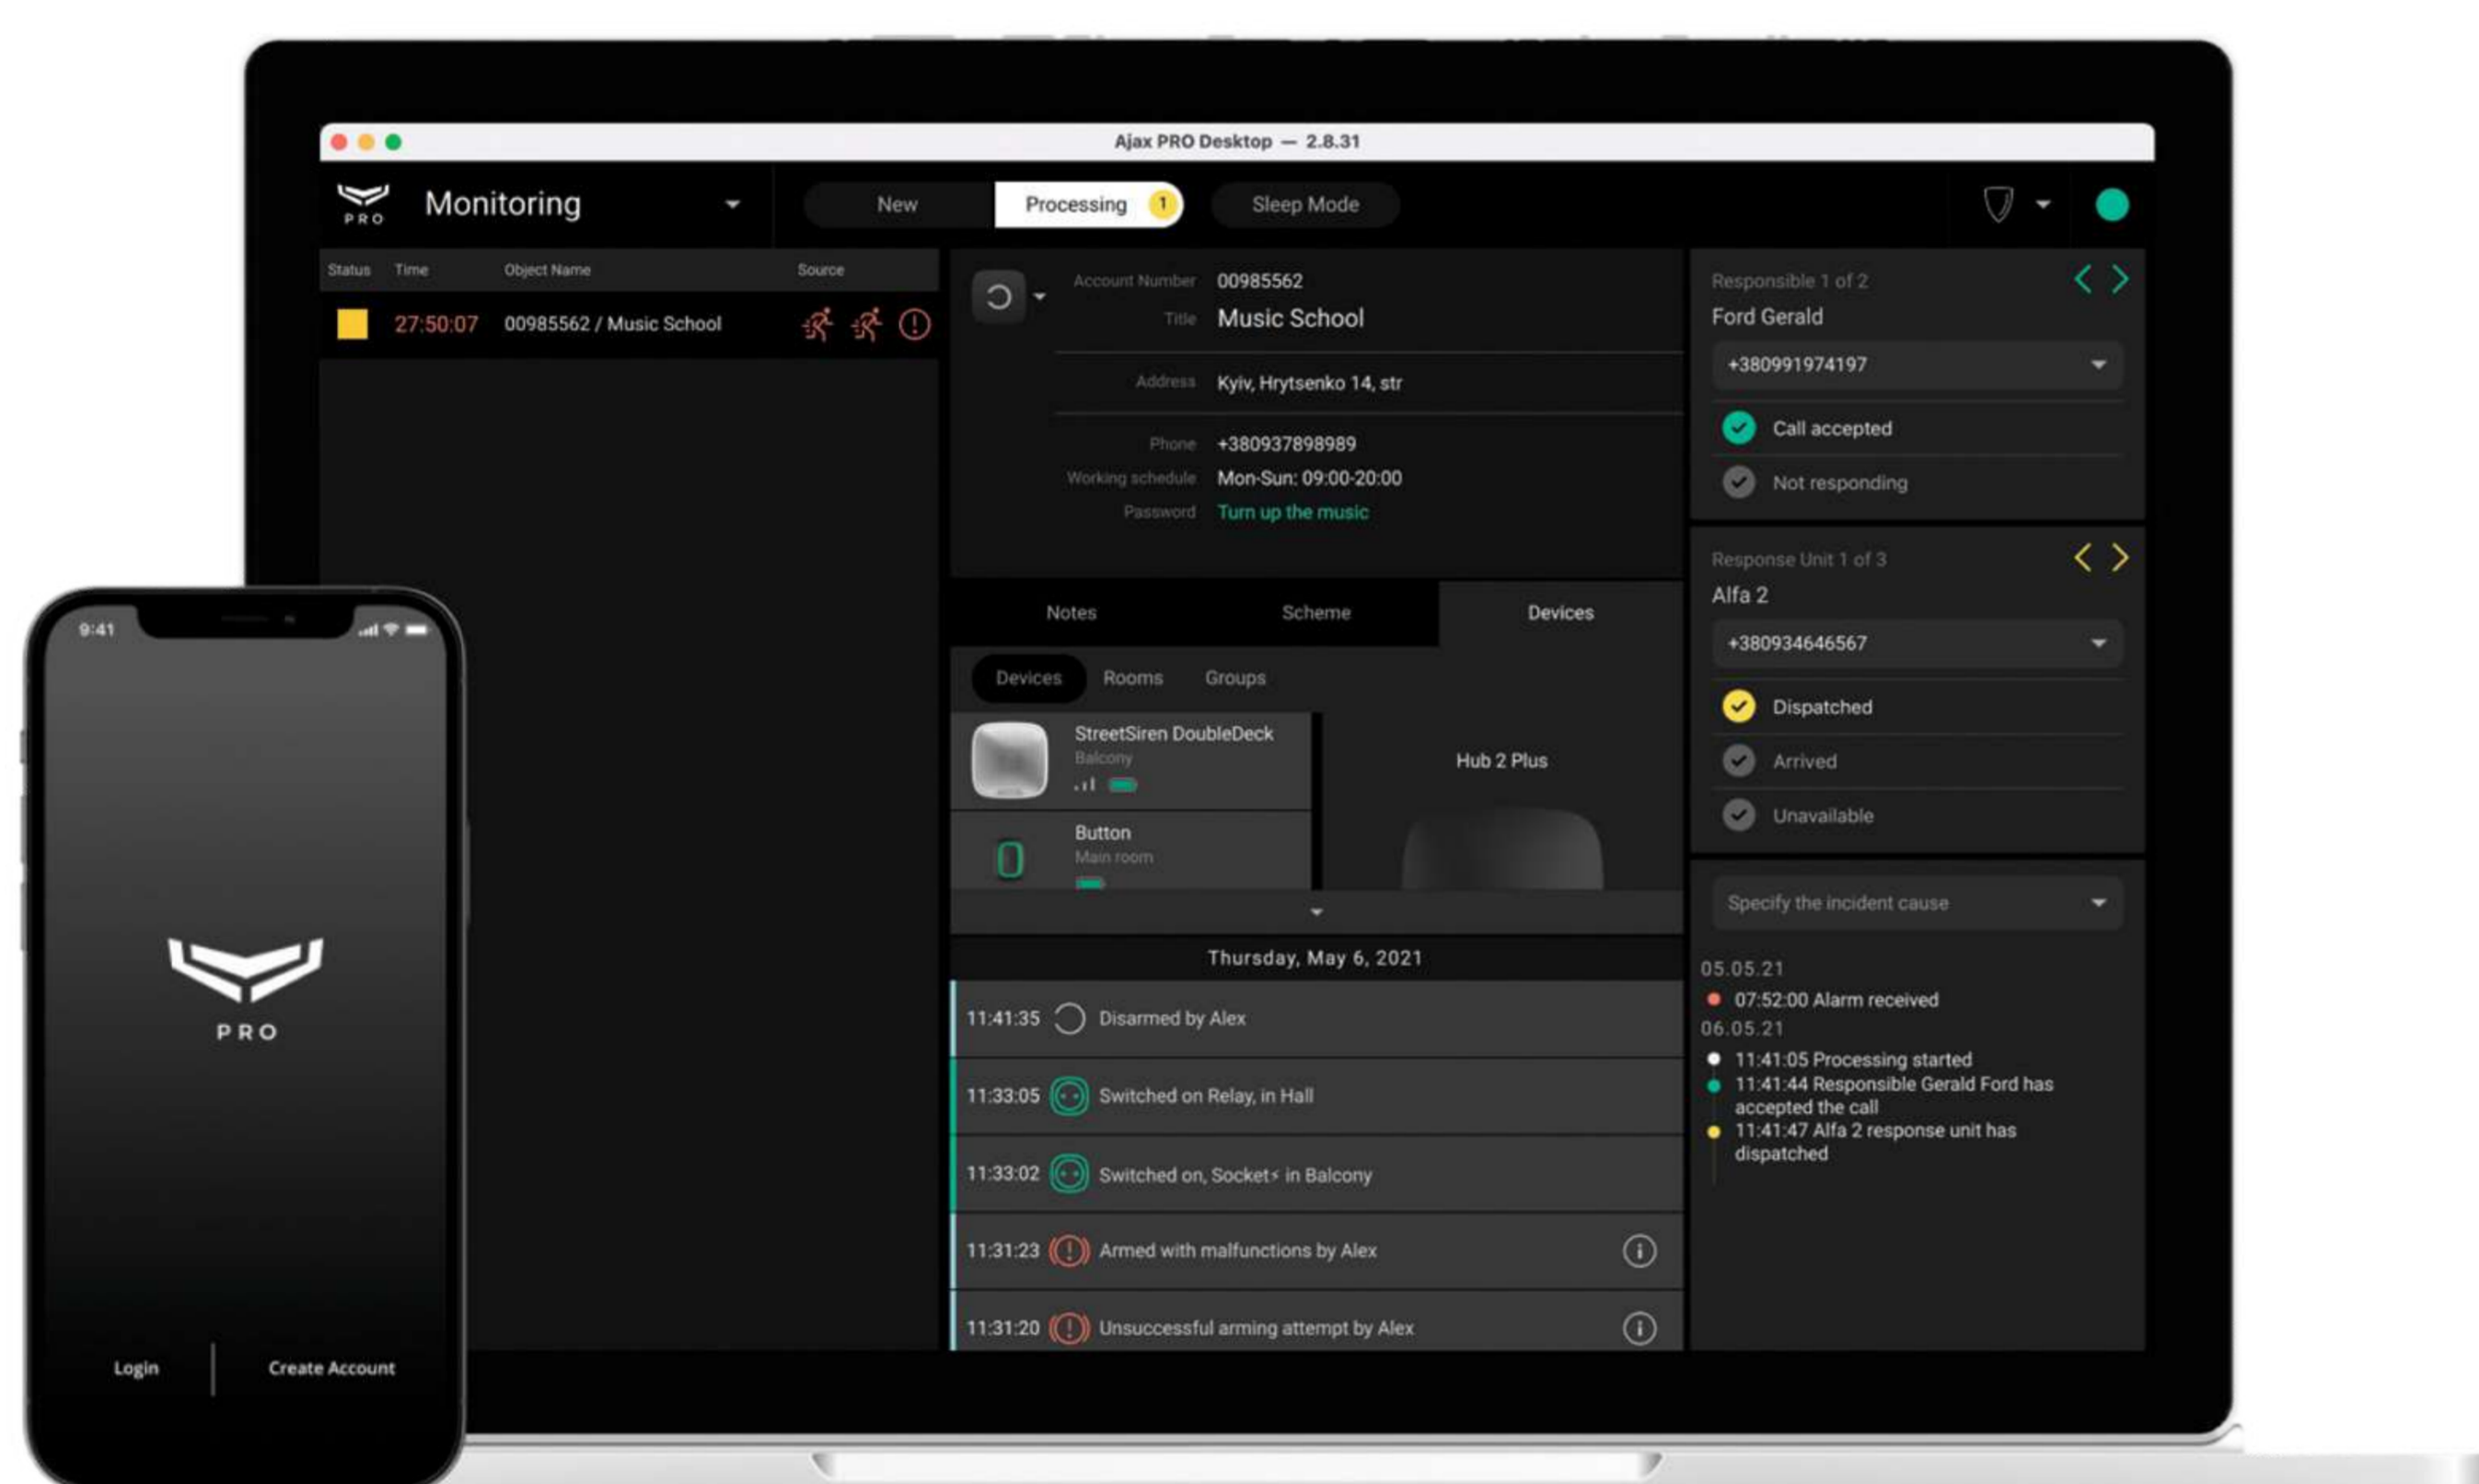 Ajax PRO Desktop — 2.8.31
PRO
Monitoring
New
Processing 1
Sleep Mode
Status Time Object Name Source
27:50:07 00985562 / Music School
Account Number 00985562
Title Music School
Address Kyiv, Hrytsenko 14, str
Phone +380937898989
Working schedule Mon-Sun: 09:00-20:00
Password Turn up the music
Notes Scheme Devices
Devices Rooms Groups
StreetSiren DoubleDeck
Balcony
Button
Main room
Hub 2 Plus
Thursday, May 6, 2021
11:41:35 Disarmed by Alex
11:33:05 Switched on Relay, in Hall
11:33:02 Switched on, Socket⚡ in Balcony
11:31:23 Armed with malfunctions by Alex
11:31:20 Unsuccessful arming attempt by Alex
Responsible 1 of 2
Ford Gerald
+380991974197
Call accepted
Not responding
Response Unit 1 of 3
Alfa 2
+380934646567
Dispatched
Arrived
Unavailable
Specify the incident cause
05.05.21
07:52:00 Alarm received
06.05.21
11:41:05 Processing started
11:41:44 Responsible Gerald Ford has
accepted the call
11:41:47 Alfa 2 response unit has
dispatched
9:41
PRO
Login
Create Account